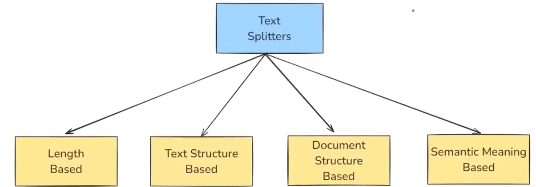 Text
Splitters
Length
Based
Text Structure
Based
Document
Structure
Based
Semantic Meaning
Based